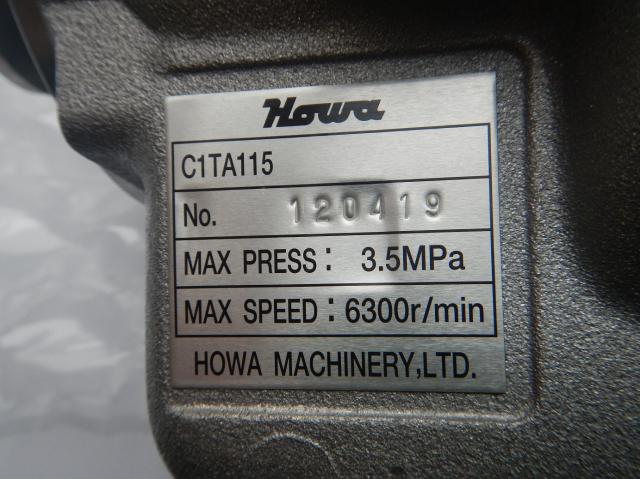 Howa
C1TA115
No. 120419
MAX PRESS: 3.5MPa
MAX SPEED: 6300r/min
HOWA MACHINERY,LTD.